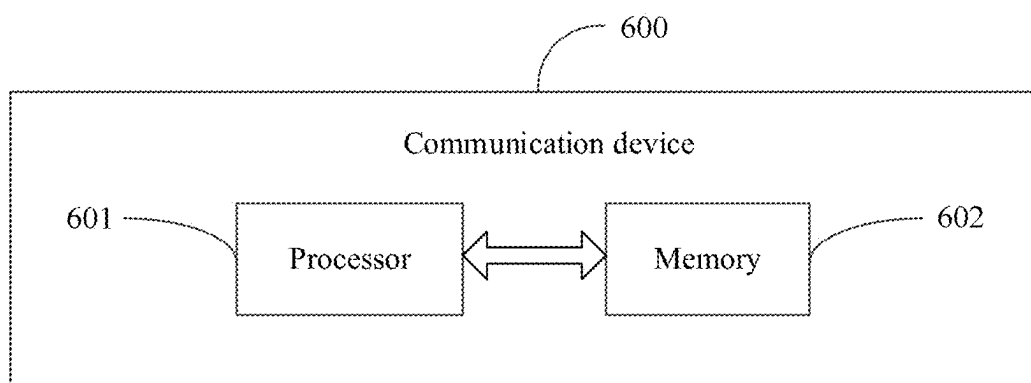 600
Communication device
601
Processor
Memory
602